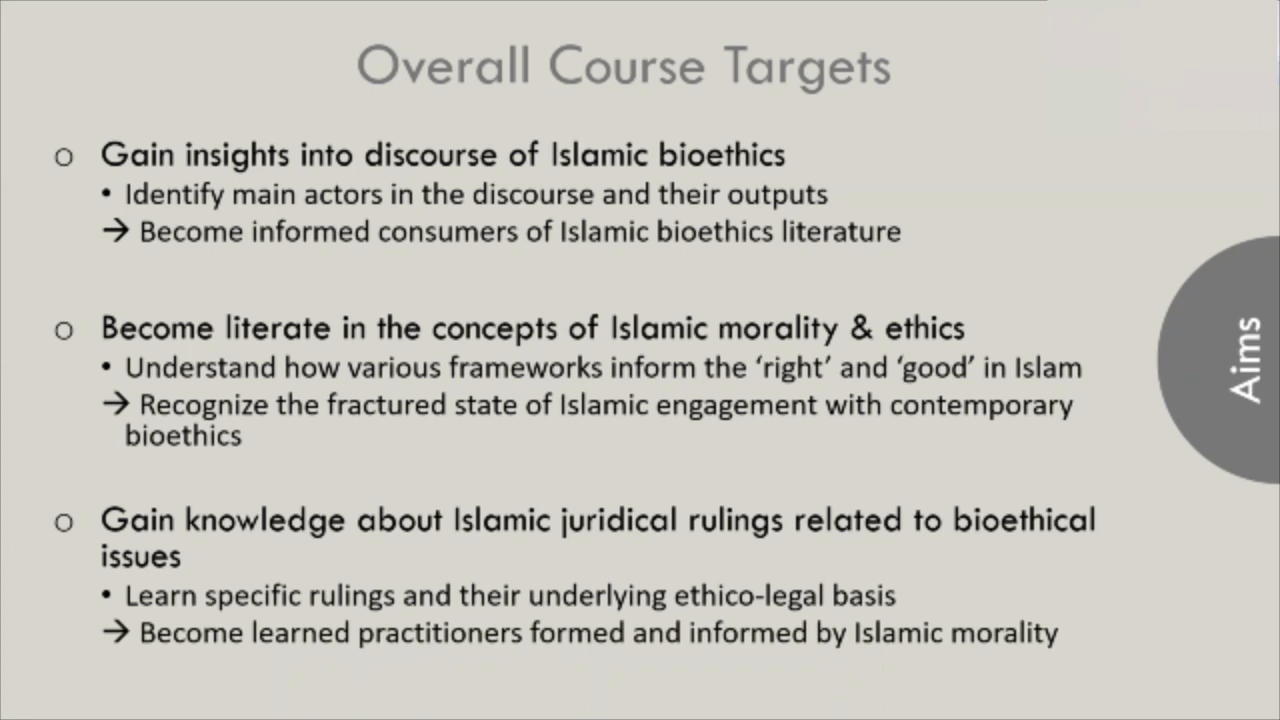 Overall Course Targets
o Gain insights into discourse of Islamic bioethics
• Identify main actors in the discourse and their outputs
→ Become informed consumers of Islamic bioethics literature
o Become literate in the concepts of Islamic morality & ethics
• Understand how various frameworks inform the ‘right’ and ‘good’ in Islam
→ Recognize the fractured state of Islamic engagement with contemporary
bioethics
o Gain knowledge about Islamic juridical rulings related to bioethical
issues
• Learn specific rulings and their underlying ethico-legal basis
→ Become learned practitioners formed and informed by Islamic morality
Aims